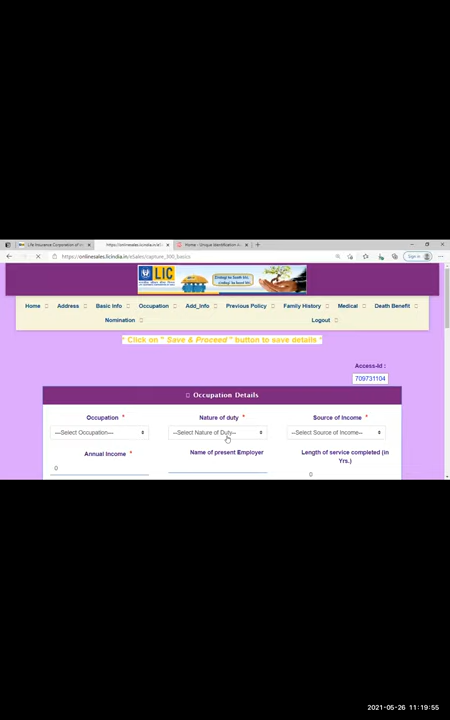 Life Insurance Corporation of In
https://onlinesales.licindia.in/eS
Home - Unique Identification A
Sign in
https://onlinesales.licindia.in/eSales/capture_300_basics
LIC
Home Address Basic Info Occupation Add_Info Previous Policy Family History Medical Death Benefit
Nomination Logout
* Click on " Save & Proceed " button to save details *
Access-Id :
709731104
Occupation Details
Occupation * Nature of duty * Source of Income *
---Select Occupation--- --Select Nature of Duty-- --Select Source of Income--
Annual Income * Name of present Employer Length of service completed (in
Yrs.)
0 0
2021-05-26 11:19:55